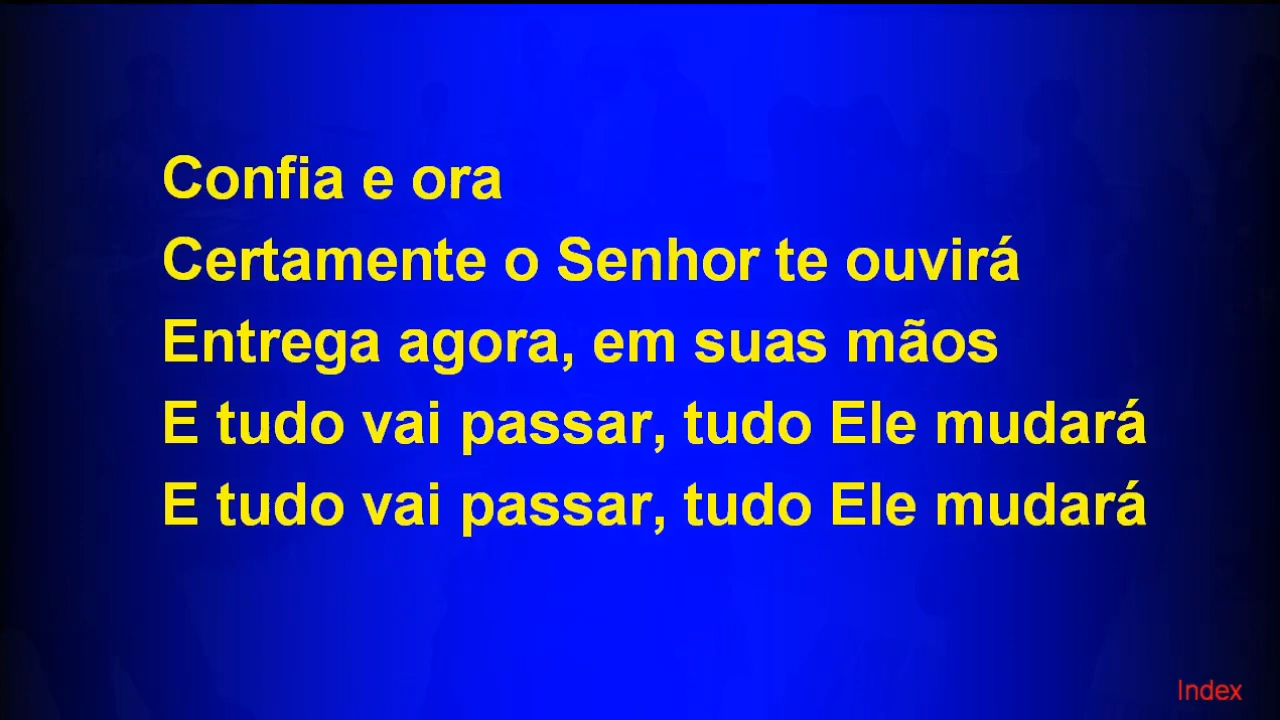 Confia e ora
Certamente o Senhor te ouvirá
Entrega agora, em suas mãos
E tudo vai passar, tudo Ele mudará
E tudo vai passar, tudo Ele mudará
Index